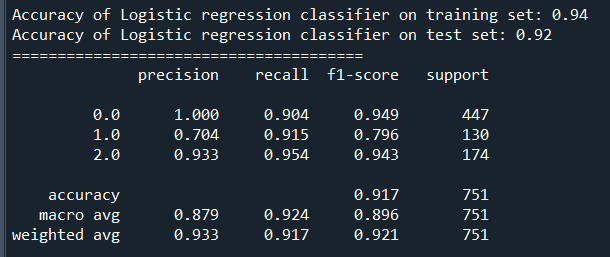 Accuracy of Logistic regression classifier on training set: 0.94
Accuracy of Logistic regression classifier on test set: 0.92
=======================================
precision recall f1-score support
0.0 1.000 0.904 0.949 447
1.0 0.704 0.915 0.796 130
2.0 0.933 0.954 0.943 174
accuracy 0.917 751
macro avg 0.879 0.924 0.896 751
weighted avg 0.933 0.917 0.921 751